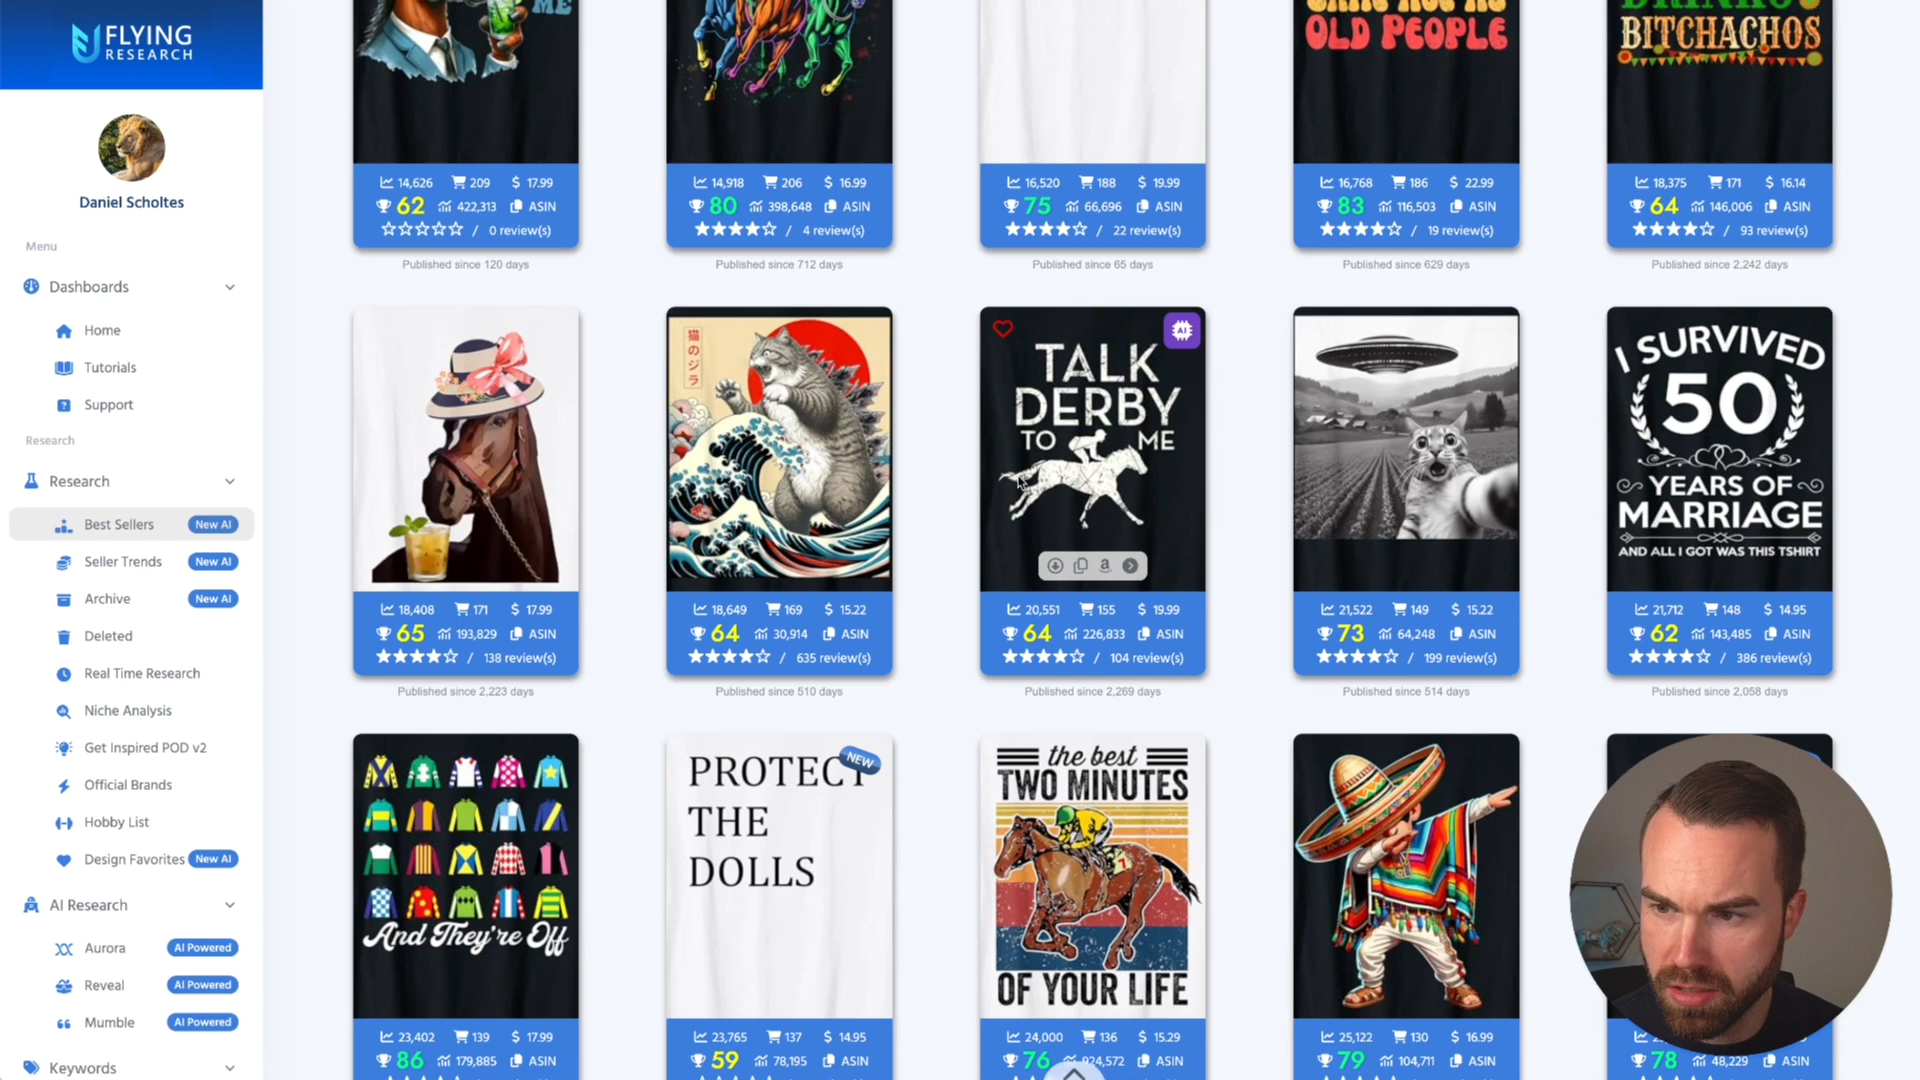 FLYING
RESEARCH
Daniel Scholtes
Menu
Dashboards
Home
Tutorials
Support
Research
Research
Best Sellers New AI
Seller Trends New AI
Archive New AI
Deleted
Real Time Research
Niche Analysis
Get Inspired POD v2
Official Brands
Hobby List
Design Favorites New AI
AI Research
Aurora AI Powered
Reveal AI Powered
Mumble AI Powered
Keywords
ME
OLD PEOPLE
BITCHACHOS
14,626 209 $ 17.99
62 422,313 ASIN
/ 0 review(s)
Published since 120 days
14,918 206 $ 16.99
80 398,648 ASIN
/ 4 review(s)
Published since 712 days
16,520 188 $ 19.99
75 66,696 ASIN
/ 22 review(s)
Published since 65 days
16,768 186 $ 22.99
83 116,503 ASIN
/ 19 review(s)
Published since 629 days
18,375 171 $ 16.14
64 146,006 ASIN
/ 93 review(s)
Published since 2,242 days
18,408 171 $ 17.99
65 193,829 ASIN
/ 138 review(s)
Published since 2,223 days
猫のジラ
18,649 169 $ 15.22
64 30,914 ASIN
/ 635 review(s)
Published since 510 days
AI
TALK
DERBY
TO ME
20,551 155 $ 19.99
64 226,833 ASIN
/ 104 review(s)
Published since 2,269 days
21,522 149 $ 15.22
73 64,248 ASIN
/ 199 review(s)
Published since 514 days
I SURVIVED
50
YEARS OF
MARRIAGE
AND ALL I GOT WAS THIS TSHIRT
21,712 148 $ 14.95
62 143,485 ASIN
/ 386 review(s)
Published since 2,058 days
And They're Off
23,402 139 $ 17.99
86 179,885 ASIN
NEW
PROTECT
THE
DOLLS
23,765 137 $ 14.95
59 78,195 ASIN
the best
TWO MINUTES
OF YOUR LIFE
24,000 136 $ 15.29
76 924,572 ASIN
25,122 130 $ 16.99
79 104,711 ASIN
78 48,229 ASIN